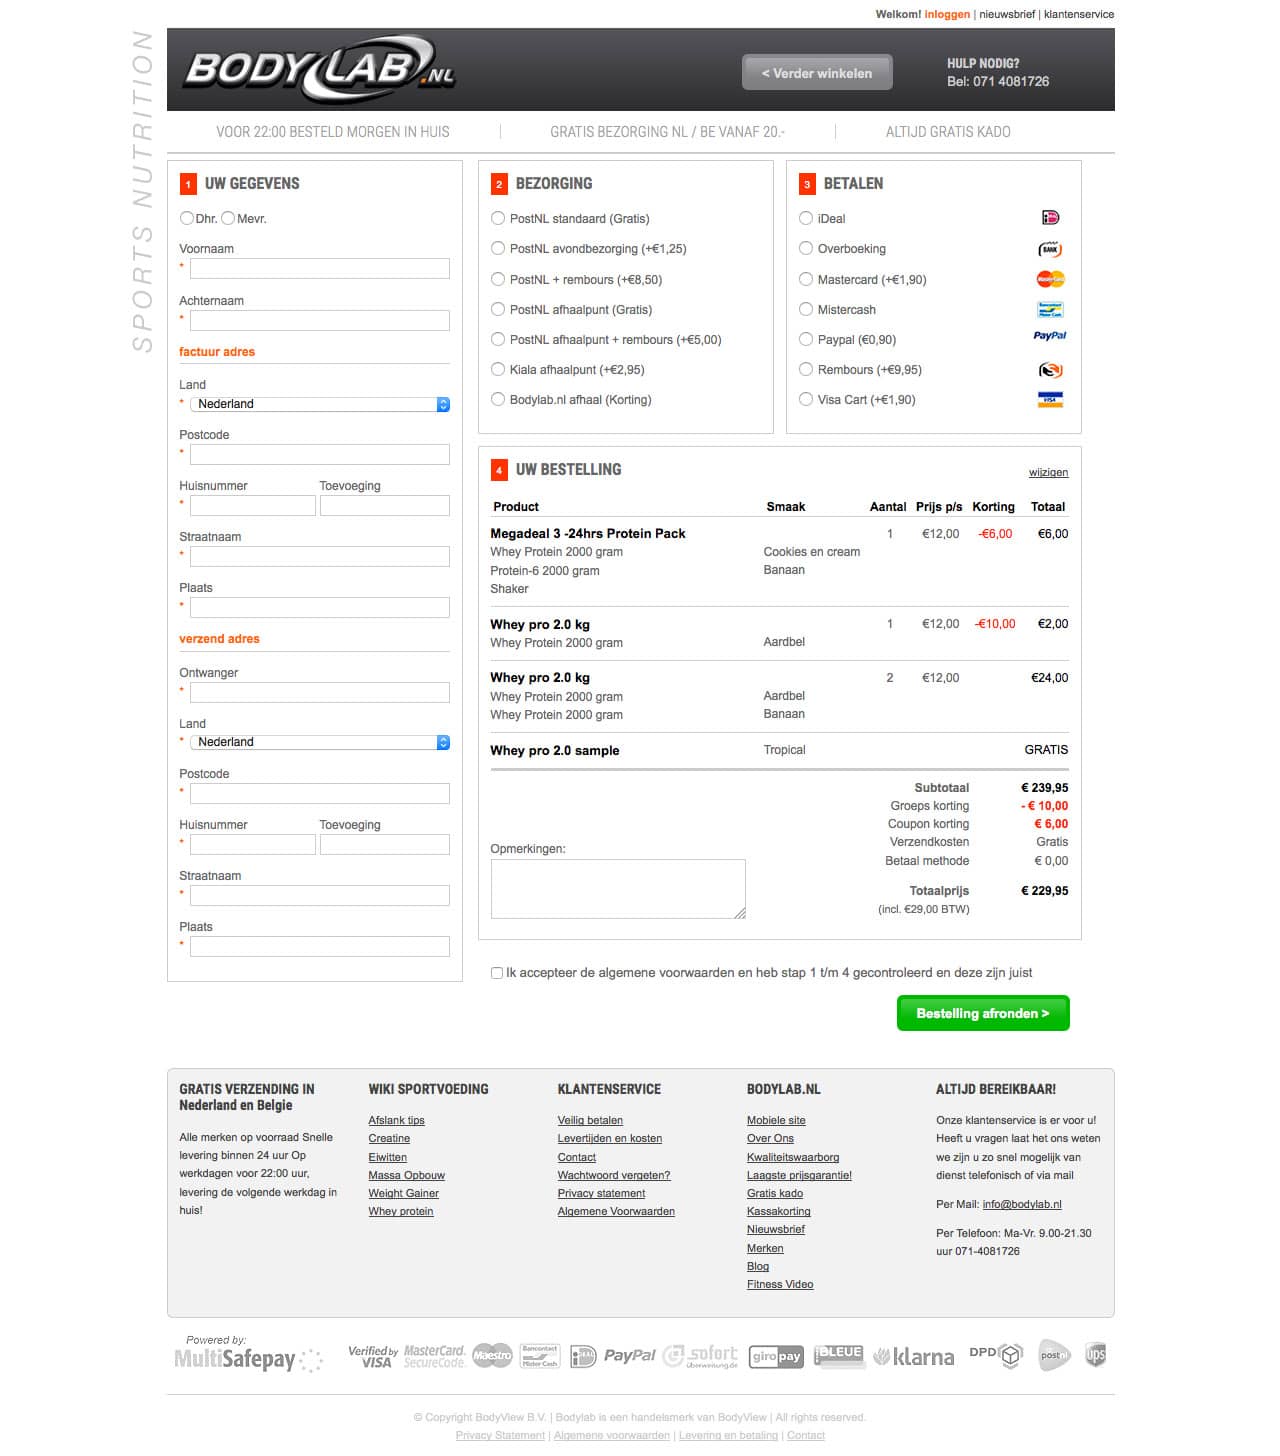 Welkom! inloggen | nieuwsbrief | klantenservice
SPORTS NUTRITION
BODYLAB.NL
< Verder winkelen
HULP NODIG?
Bel: 071 4081726
VOOR 22:00 BESTELD MORGEN IN HUIS
GRATIS BEZORGING NL / BE VANAF 20.-
ALTIJD GRATIS KADO
1 UW GEGEVENS
Dhr. Mevr.
Voornaam
*
Achternaam
*
factuur adres
Land
* Nederland
Postcode
*
Huisnummer Toevoeging
*
Straatnaam
*
Plaats
*
verzend adres
Ontwanger
*
Land
* Nederland
Postcode
*
Huisnummer Toevoeging
*
Straatnaam
*
Plaats
*
2 BEZORGING
PostNL standaard (Gratis)
PostNL avondbezorging (+€1,25)
PostNL + rembours (+€8,50)
PostNL afhaalpunt (Gratis)
PostNL afhaalpunt + rembours (+€5,00)
Kiala afhaalpunt (+€2,95)
Bodylab.nl afhaal (Korting)
3 BETALEN
iDeal
Overboeking BANK
Mastercard (+€1,90) MasterCard
Mistercash Bancontact Mister Cash
Paypal (€0,90) PayPal
Rembours (+€9,95)
Visa Cart (+€1,90) VISA
4 UW BESTELLING wijzigen
Product Smaak Aantal Prijs p/s Korting Totaal
Megadeal 3 -24hrs Protein Pack 1 €12,00 -€6,00 €6,00
Whey Protein 2000 gram Cookies en cream
Protein-6 2000 gram Banaan
Shaker
Whey pro 2.0 kg 1 €12,00 -€10,00 €2,00
Whey Protein 2000 gram Aardbel
Whey pro 2.0 kg 2 €12,00 €24,00
Whey Protein 2000 gram Aardbel
Whey Protein 2000 gram Banaan
Whey pro 2.0 sample Tropical GRATIS
Subtotaal € 239,95
Groeps korting - € 10,00
Coupon korting € 6,00
Verzendkosten Gratis
Betaal methode € 0,00
Totaalprijs € 229,95
(incl. €29,00 BTW)
Opmerkingen:
Ik accepteer de algemene voorwaarden en heb stap 1 t/m 4 gecontroleerd en deze zijn juist
Bestelling afronden >
GRATIS VERZENDING IN
Nederland en Belgie
Alle merken op voorraad Snelle
levering binnen 24 uur Op
werkdagen voor 22:00 uur,
levering de volgende werkdag in
huis!
WIKI SPORTVOEDING
Afslank tips
Creatine
Eiwitten
Massa Opbouw
Weight Gainer
Whey protein
KLANTENSERVICE
Veilig betalen
Levertijden en kosten
Contact
Wachtwoord vergeten?
Privacy statement
Algemene Voorwaarden
BODYLAB.NL
Mobiele site
Over Ons
Kwaliteitswaarborg
Laagste prijsgarantie!
Gratis kado
Kassakorting
Nieuwsbrief
Merken
Blog
Fitness Video
ALTIJD BEREIKBAAR!
Onze klantenservice is er voor u!
Heeft u vragen laat het ons weten
we zijn u zo snel mogelijk van
dienst telefonisch of via mail
Per Mail: info@bodylab.nl
Per Telefoon: Ma-Vr. 9.00-21.30
uur 071-4081726
Powered by:
MultiSafepay
Verified by VISA
MasterCard. SecureCode.
Maestro
Bancontact Mister Cash
iDEAL
PayPal
sofort überweisung.de
giropay
BLEUE
klarna
DPD
postnl
ups
© Copyright BodyView B.V. | Bodylab is een handelsmerk van BodyView | All rights reserved.
Privacy Statement | Algemene voorwaarden | Levering en betaling | Contact